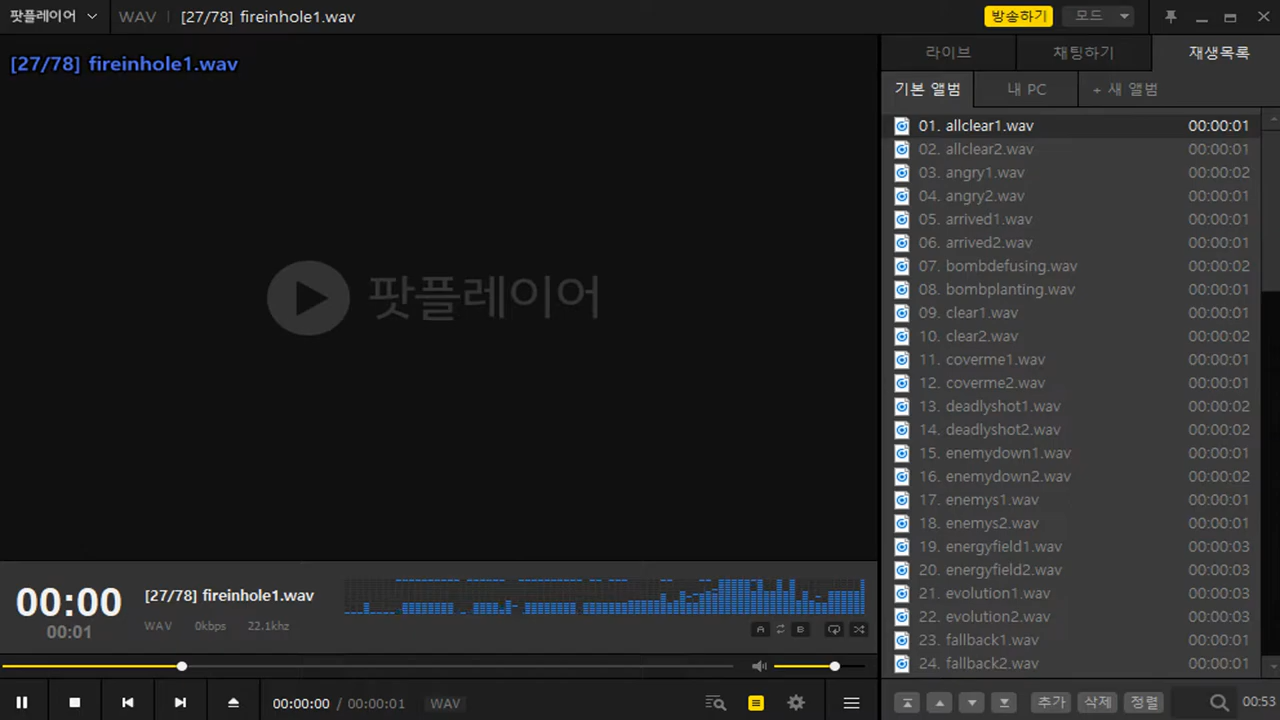 팟플레이어 WAV [27/78] fireinhole1.wav 방송하기 모드
[27/78] fireinhole1.wav
라이브 채팅하기 재생목록
기본 앨범 내 PC + 새 앨범
01. allclear1.wav 00:00:01
02. allclear2.wav 00:00:01
03. angry1.wav 00:00:02
04. angry2.wav 00:00:01
05. arrived1.wav 00:00:01
06. arrived2.wav 00:00:01
07. bombdefusing.wav 00:00:02
08. bombplanting.wav 00:00:01
09. clear1.wav 00:00:01
10. clear2.wav 00:00:01
11. coverme1.wav 00:00:01
12. coverme2.wav 00:00:01
13. deadlyshot1.wav 00:00:02
14. deadlyshot2.wav 00:00:02
15. enemydown1.wav 00:00:01
16. enemydown2.wav 00:00:02
17. enemys1.wav 00:00:01
18. enemys2.wav 00:00:01
19. energyfield1.wav 00:00:03
20. energyfield2.wav 00:00:03
21. evolution1.wav 00:00:03
22. evolution2.wav 00:00:03
23. fallback1.wav 00:00:01
24. fallback2.wav 00:00:01
팟플레이어
00:00
00:01
[27/78] fireinhole1.wav
WAV 0kbps 22.1khz
A B
00:00:00 / 00:00:01 WAV
추가 삭제 정렬 00:53